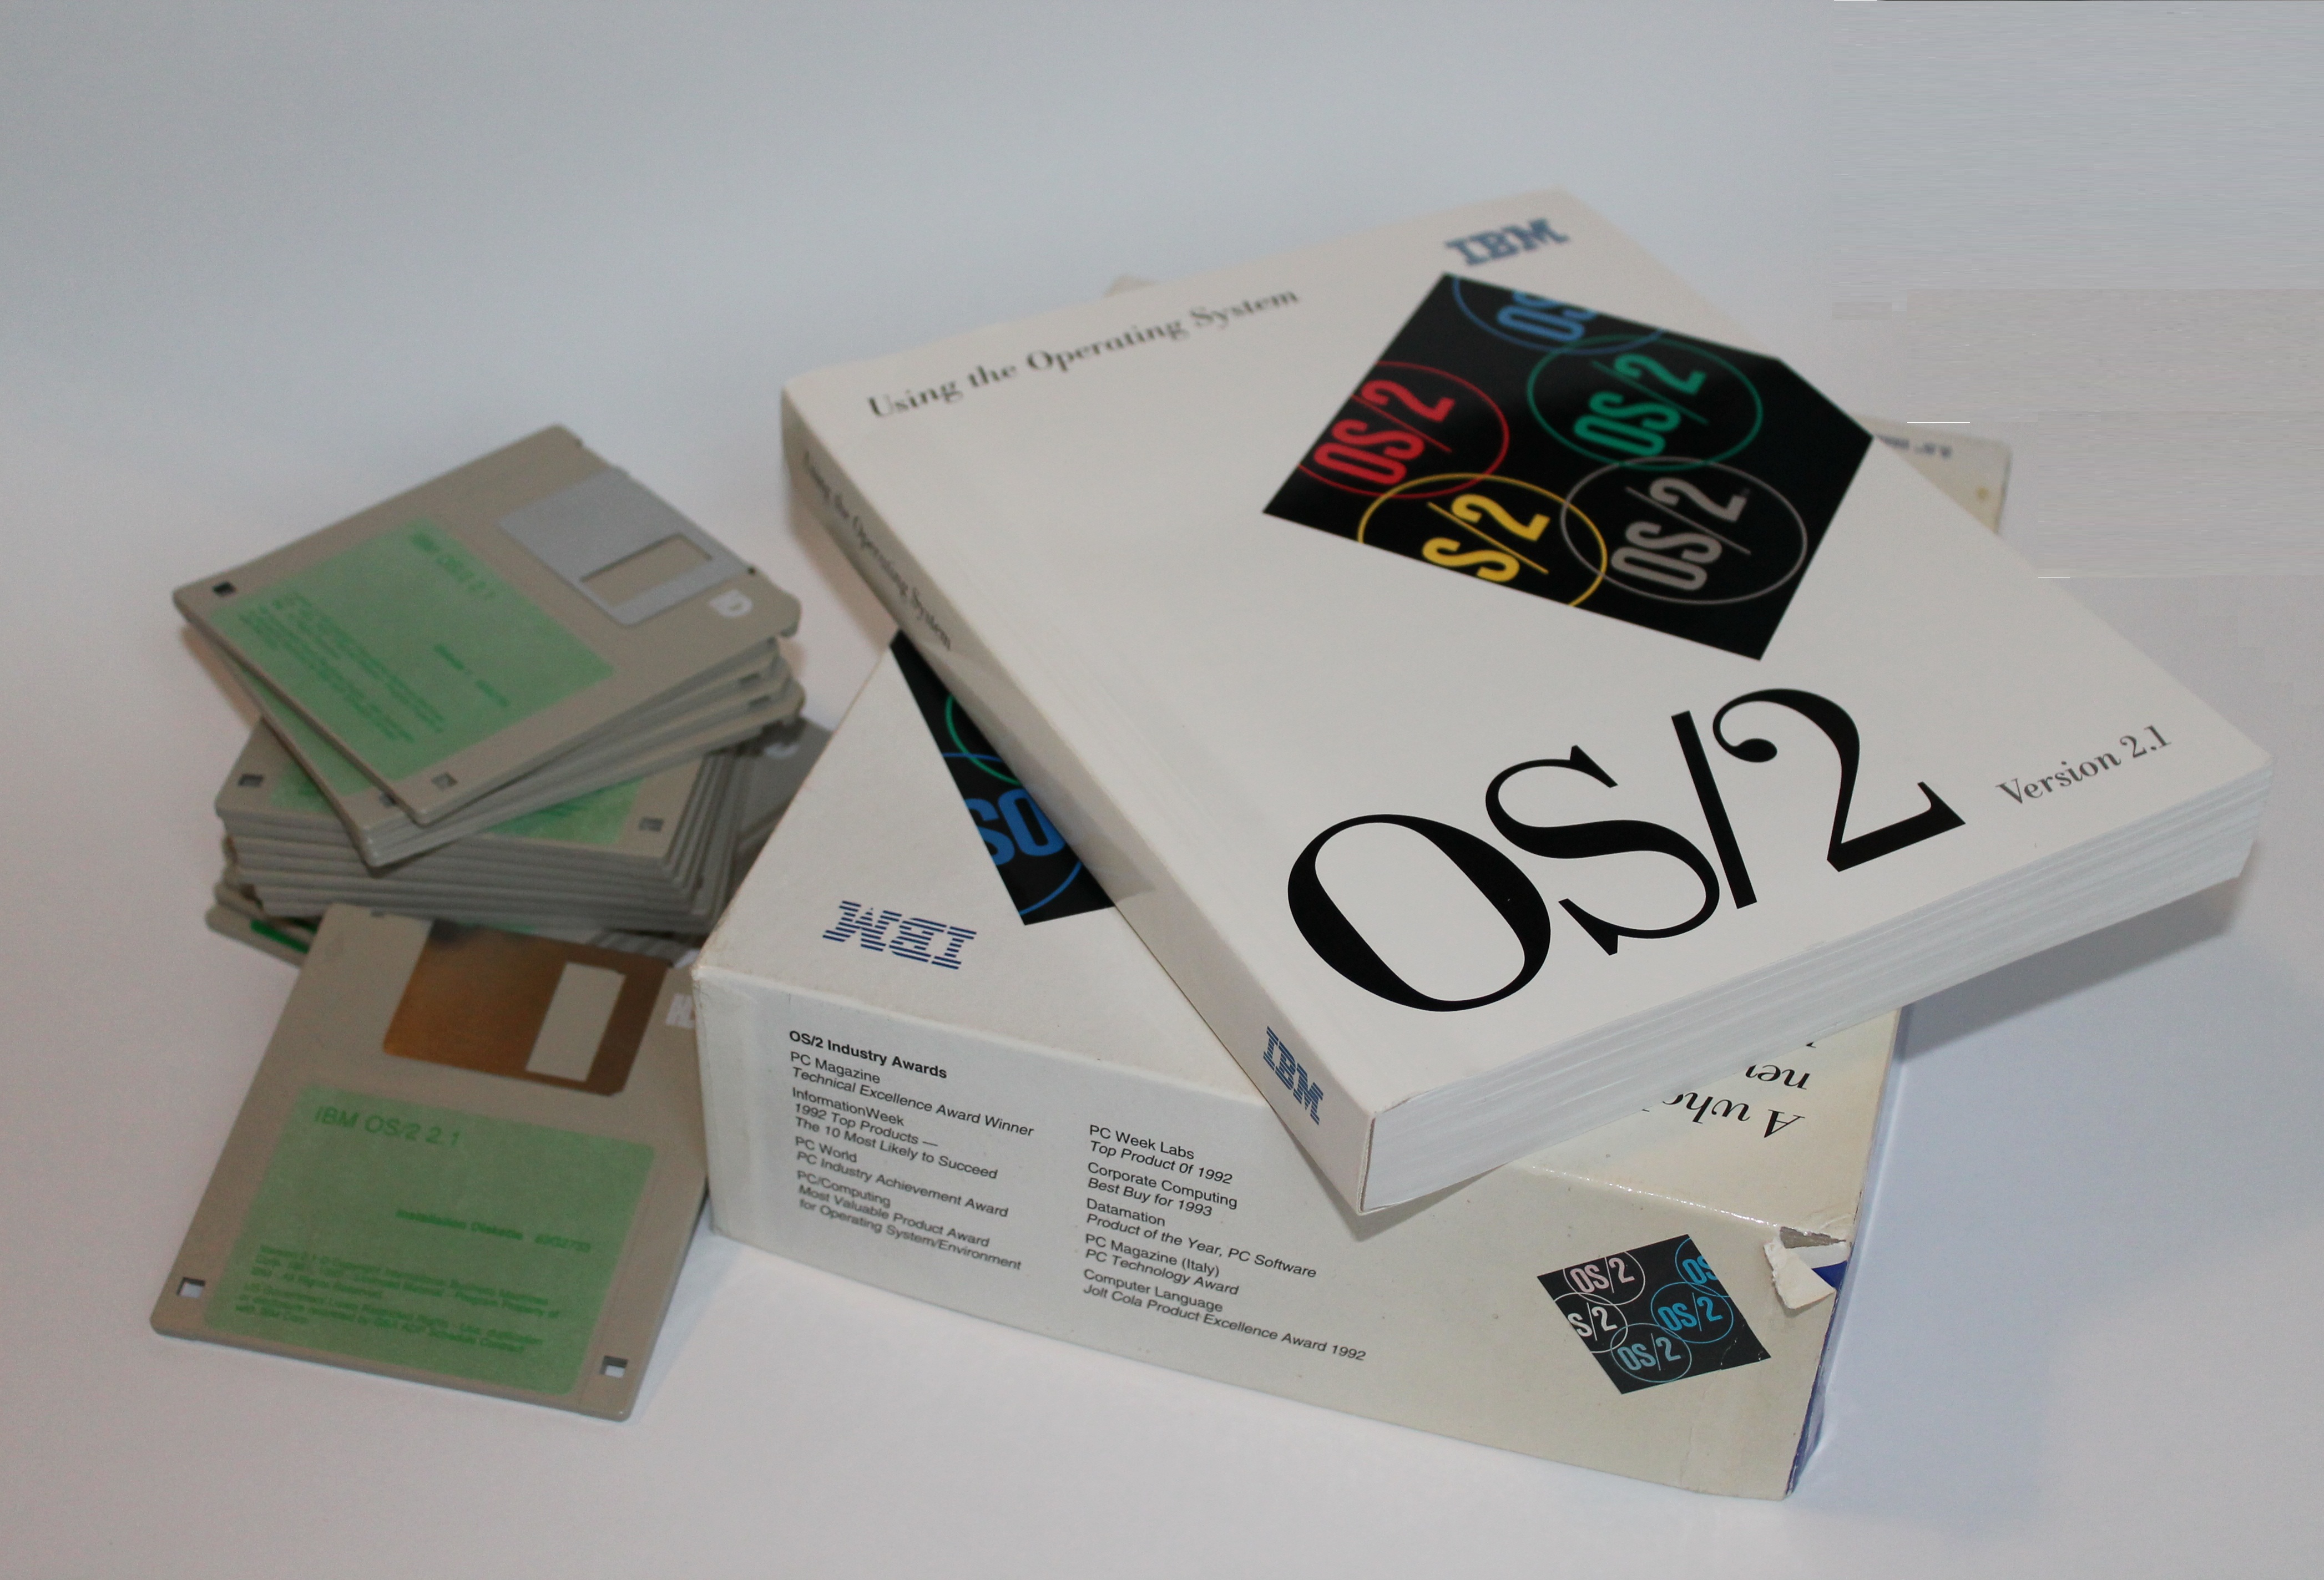 IBM
Using the Operating System
OS
OS/2
OS/2
S/2
OS/2
OS/2
Version 2.1
Using the Operating System
IBM
IBM
OS
A who
new
OS/2 Industry Awards
PC Magazine
Technical Excellence Award Winner
InformationWeek
1992 Top Products —
The 10 Most Likely to Succeed
PC World
PC Industry Achievement Award
PC/Computing
Most Valuable Product Award
for Operating System/Environment
PC Week Labs
Top Product 0f 1992
Corporate Computing
Best Buy for 1993
Datamation
Product of the Year, PC Software
PC Magazine (Italy)
PC Technology Award
Computer Language
Jolt Cola Product Excellence Award 1992
OS/2
OS
S/2
OS/2
OS/2
IBM OS/2 2.1
IBM OS/2 2.1
Installation Diskette